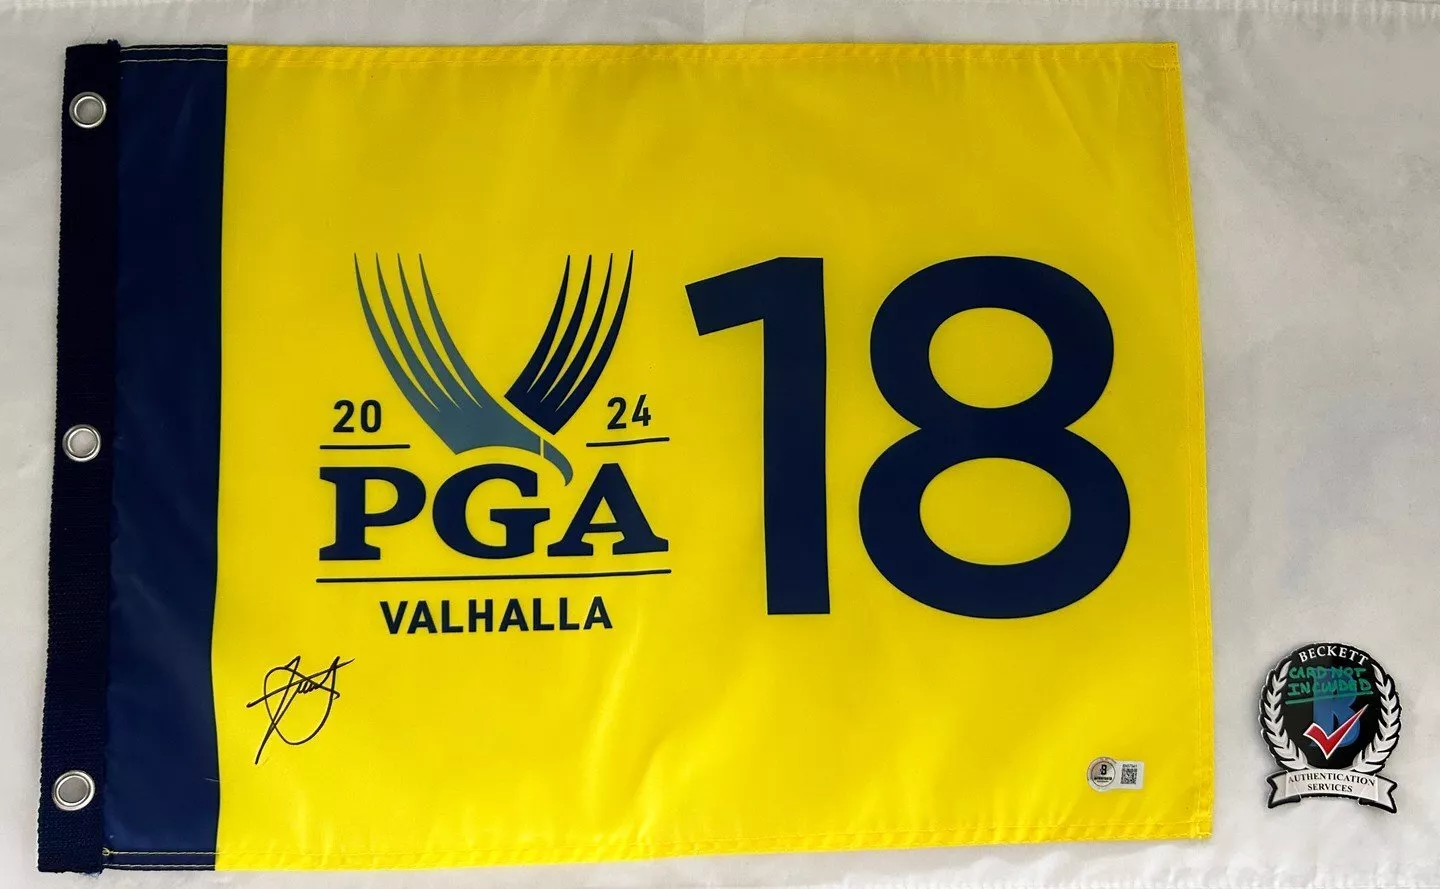 20 24
PGA
VALHALLA
18
BECKETT
CARD NOT
INCLUDED
B
AUTHENTICATION
SERVICES
B